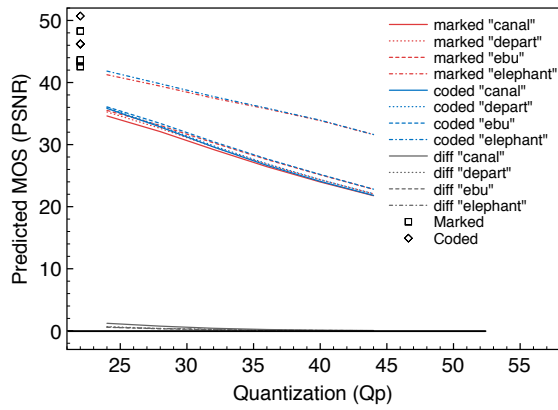 50
40
30
20
10
0
Predicted MOS (PSNR)
25 30 35 40 45 50 55
Quantization (Qp)
marked "canal"
marked "depart"
marked "ebu"
marked "elephant"
coded "canal"
coded "depart"
coded "ebu"
coded "elephant"
diff "canal"
diff "depart"
diff "ebu"
diff "elephant"
Marked
Coded